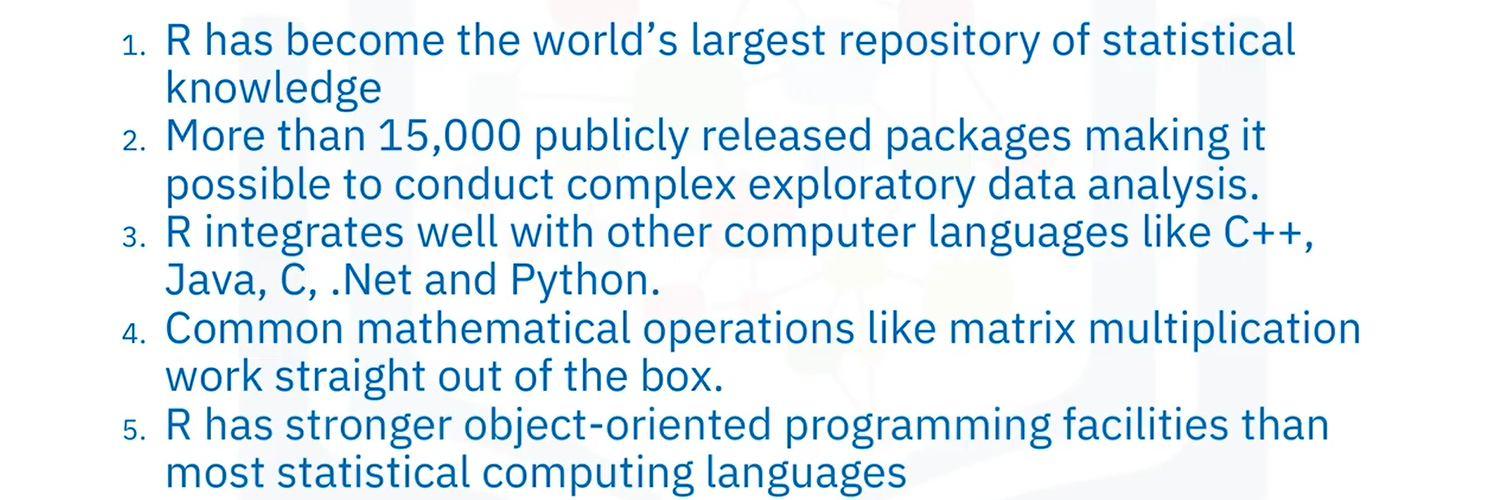 1. R has become the world’s largest repository of statistical
knowledge
2. More than 15,000 publicly released packages making it
possible to conduct complex exploratory data analysis.
3. R integrates well with other computer languages like C++,
Java, C, .Net and Python.
4. Common mathematical operations like matrix multiplication
work straight out of the box.
5. R has stronger object-oriented programming facilities than
most statistical computing languages